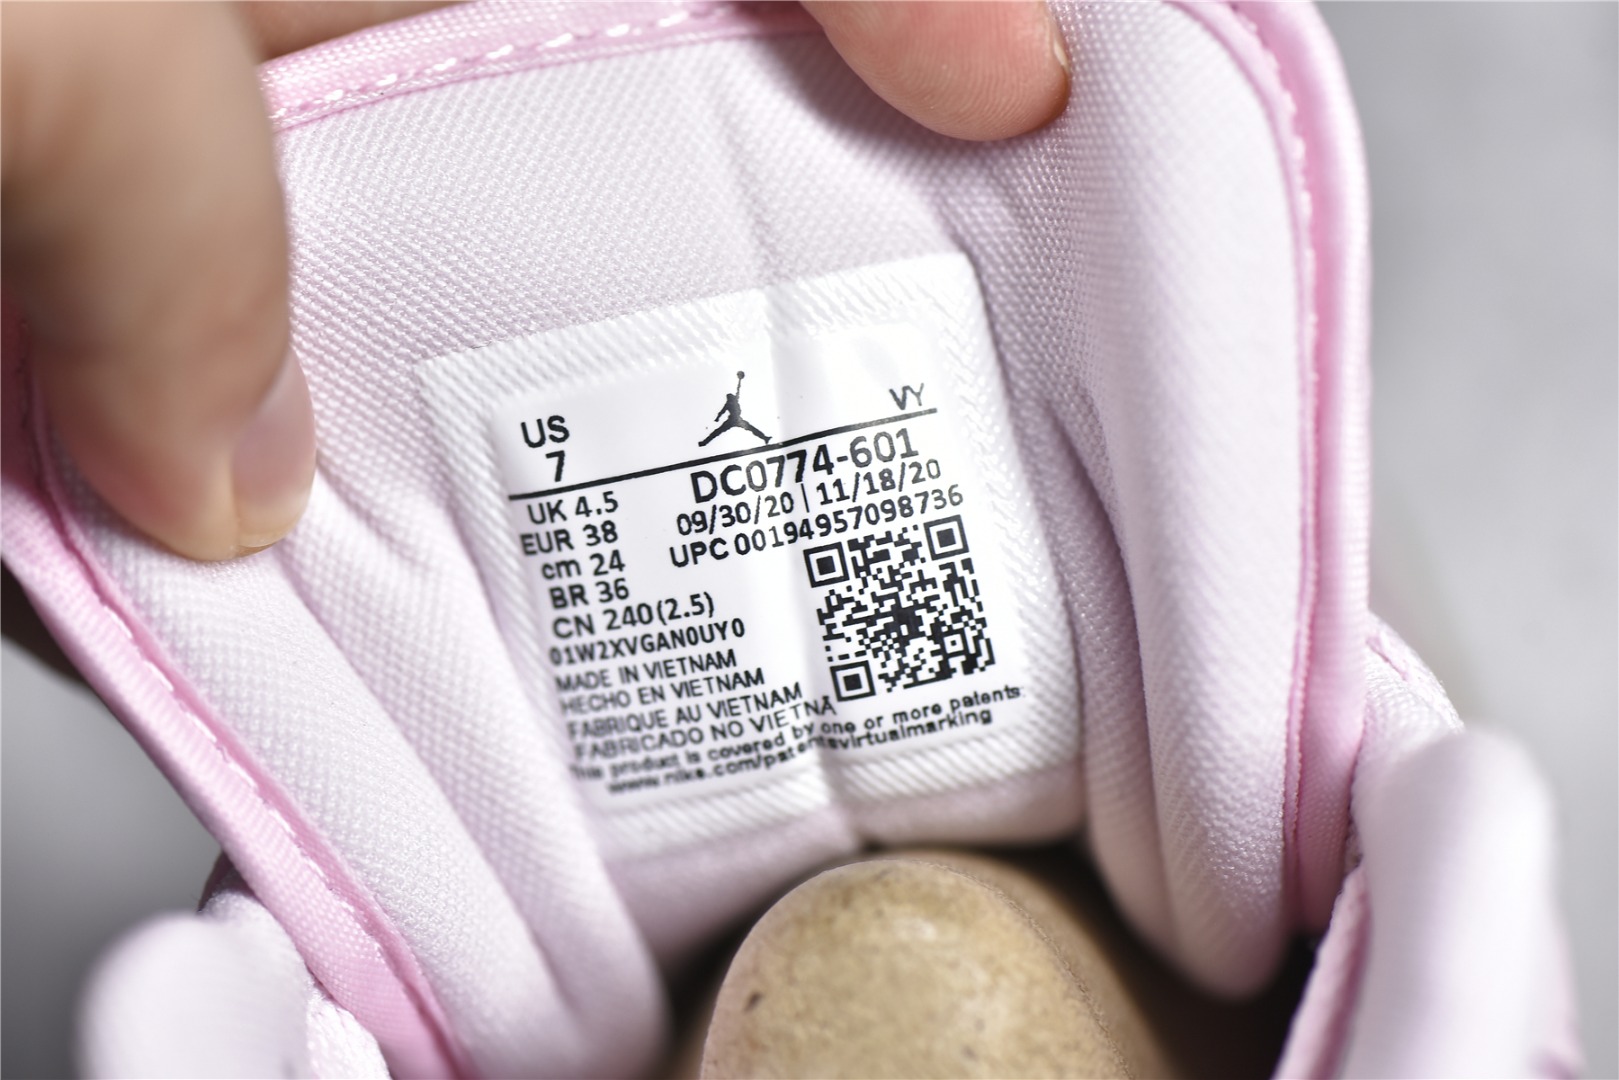 US
7
VY
DC0774-601
09/30/20 | 11/18/20
UPC 00194957098736
UK 4.5
EUR 38
cm 24
BR 36
CN 240(2.5)
01W2XVGAN0UY0
MADE IN VIETNAM
HECHO EN VIETNAM
FABRIQUE AU VIETNAM
FABRICADO NO VIETNÃ
This product is covered by one or more patents:
www.nike.com/patentsvirtualmarking